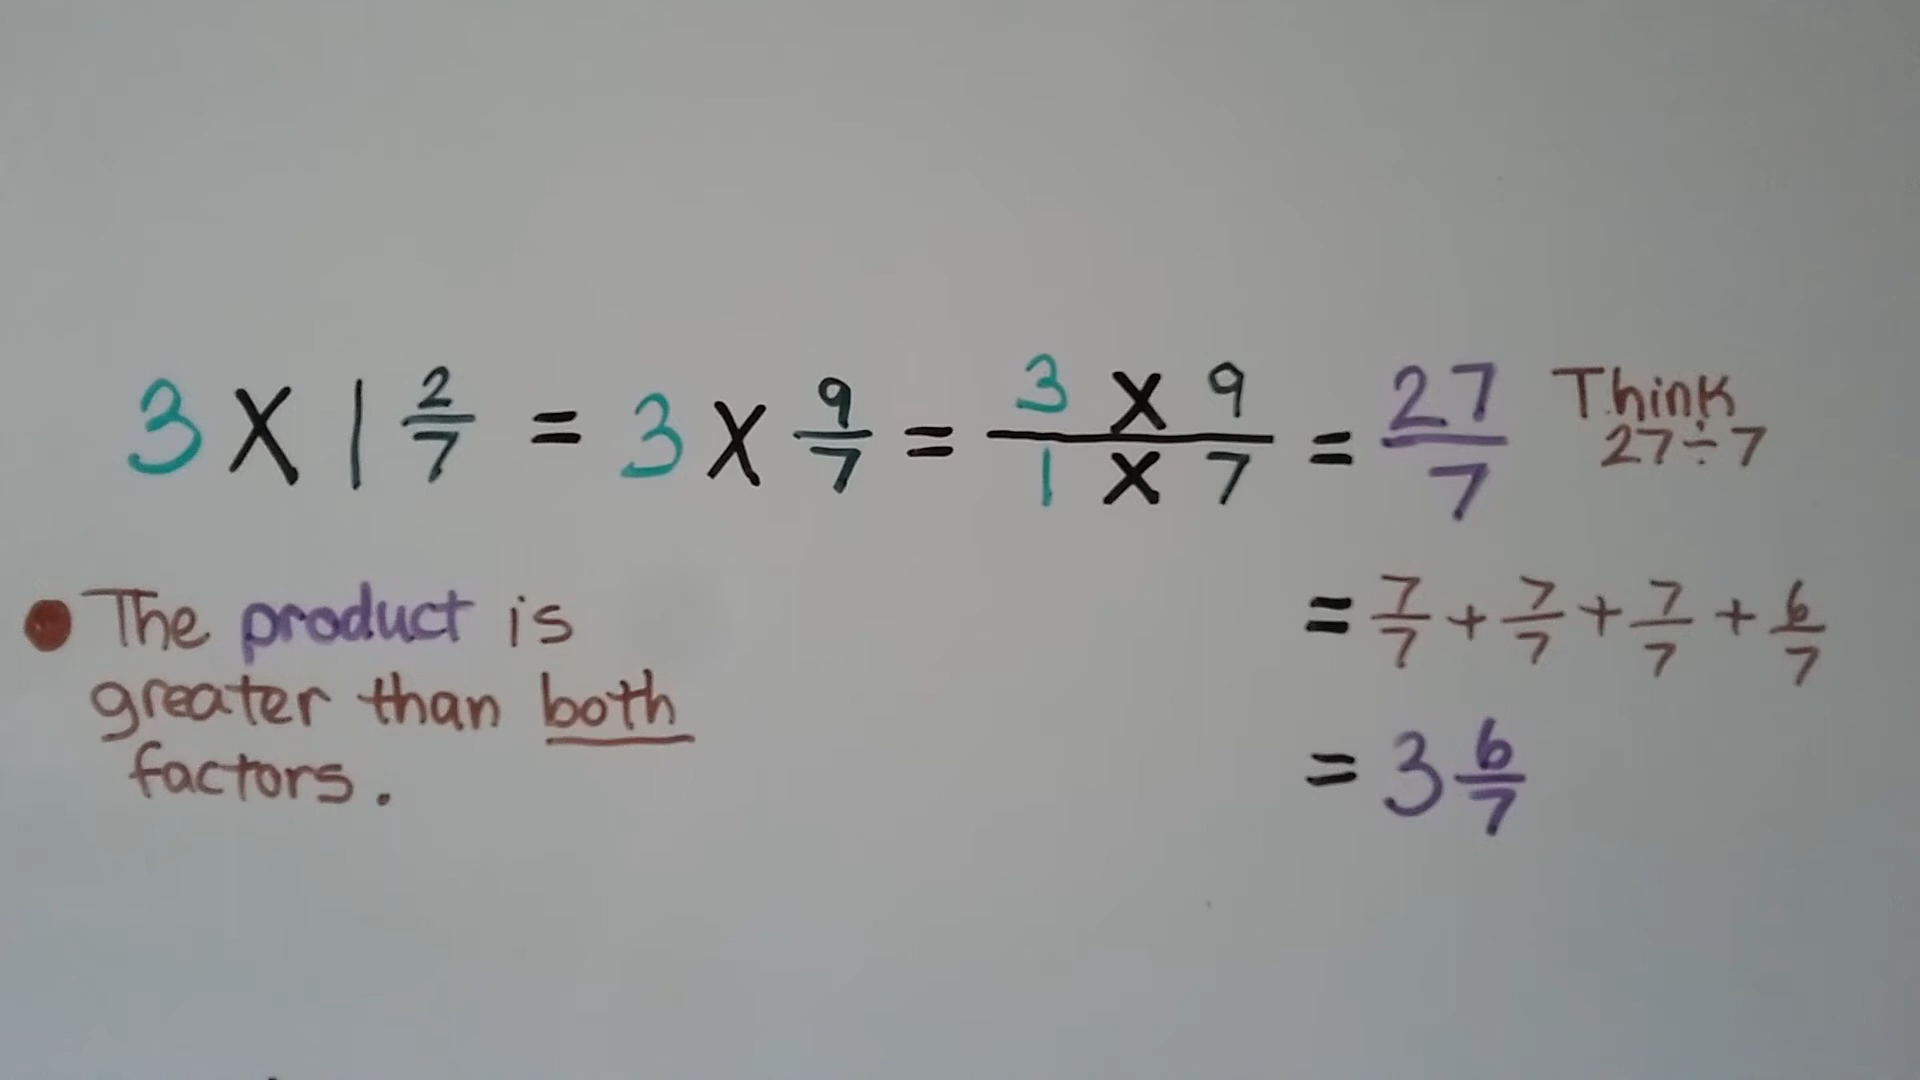 3 X 1 2/7 = 3 X 9/7 = 3 X 9 / 1 X 7 = 27/7 Think 27÷7
= 7/7 + 7/7 + 7/7 + 6/7
= 3 6/7
• The product is
greater than both
factors.